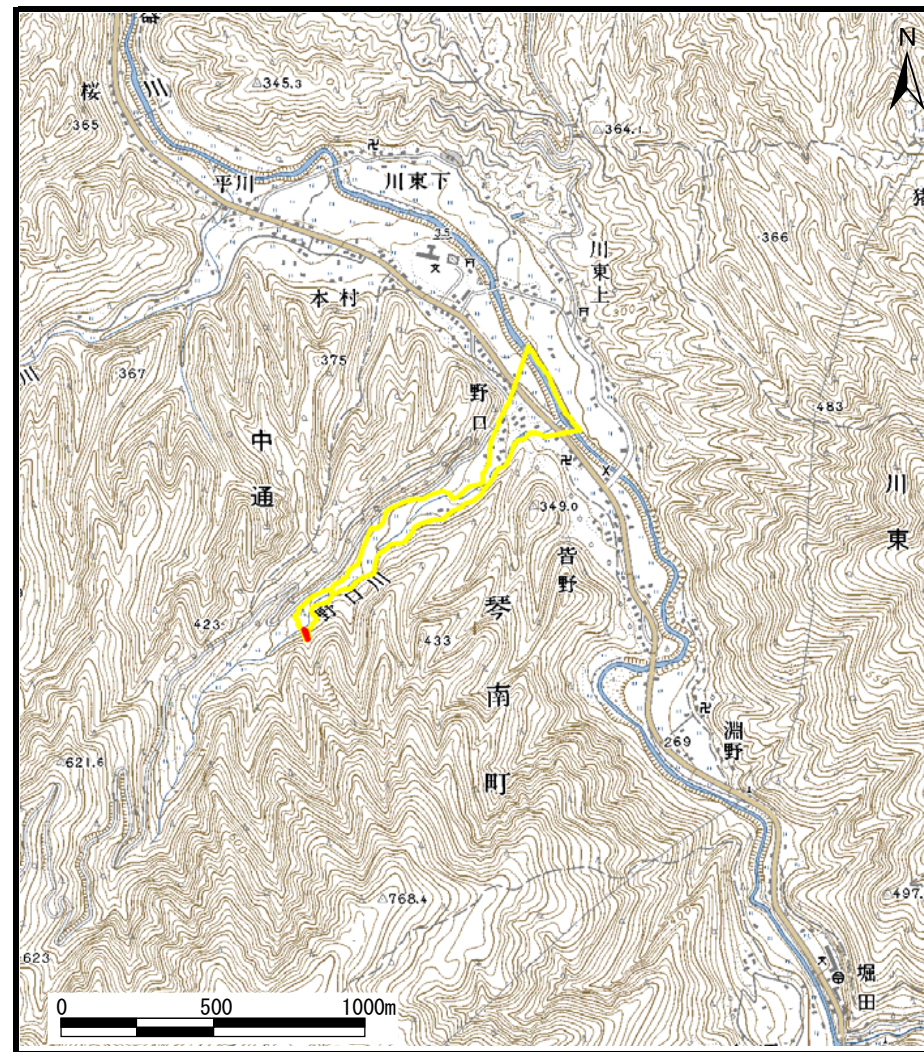 N
桜
川
△345.3
365
△364.1
平川
川東下
猪
35
366
川東上
本村
375
367
川
野口
483
中通
△349.0
川東
皆野
野口川
琴南町
423
433
淵野
269
△621.6
△768.4
△497.
623
堀田
0 500 1000m